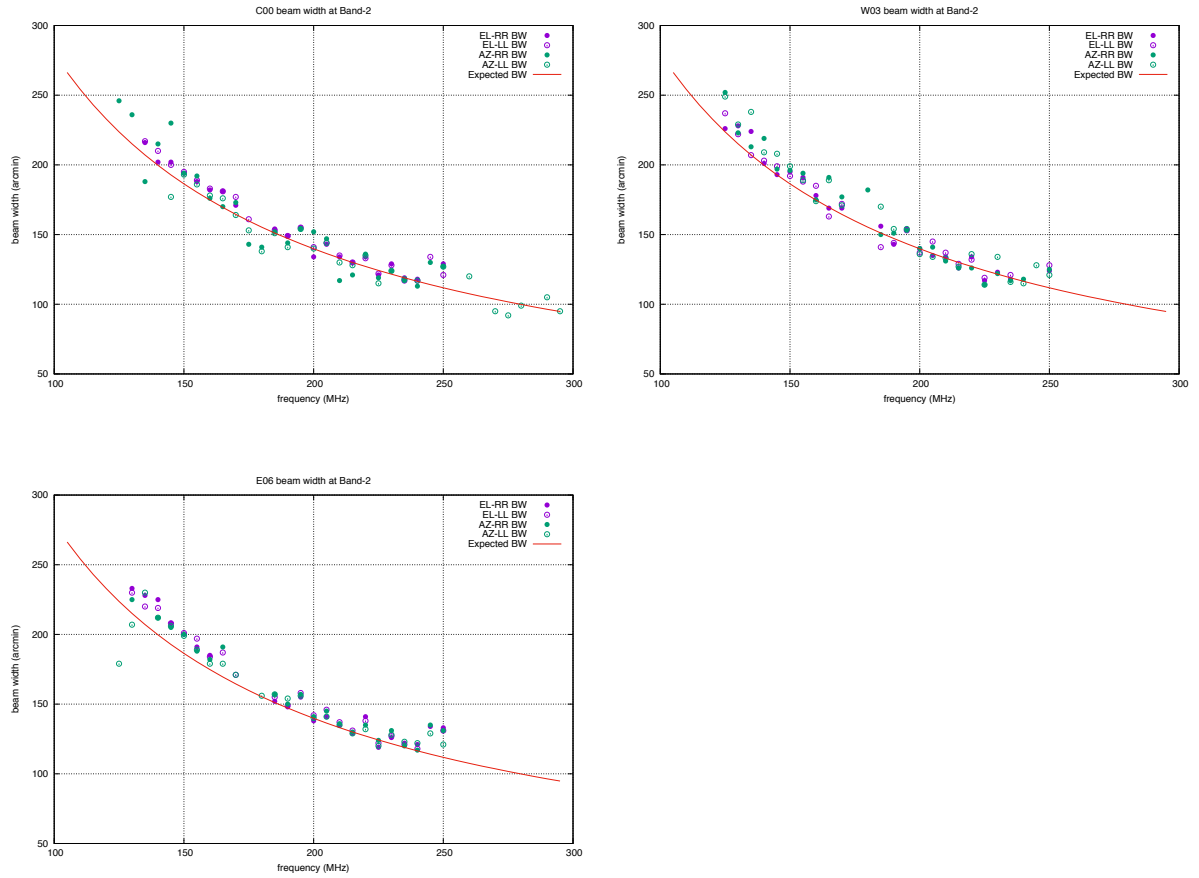 C00 beam width at Band-2
300
250
200
150
100
50
100
150
200
250
300
beam width (arcmin)
frequency (MHz)
EL-RR BW
EL-LL BW
AZ-RR BW
AZ-LL BW
Expected BW
W03 beam width at Band-2
300
250
200
150
100
50
100
150
200
250
300
beam width (arcmin)
frequency (MHz)
EL-RR BW
EL-LL BW
AZ-RR BW
AZ-LL BW
Expected BW
E06 beam width at Band-2
300
250
200
150
100
50
100
150
200
250
300
beam width (arcmin)
frequency (MHz)
EL-RR BW
EL-LL BW
AZ-RR BW
AZ-LL BW
Expected BW